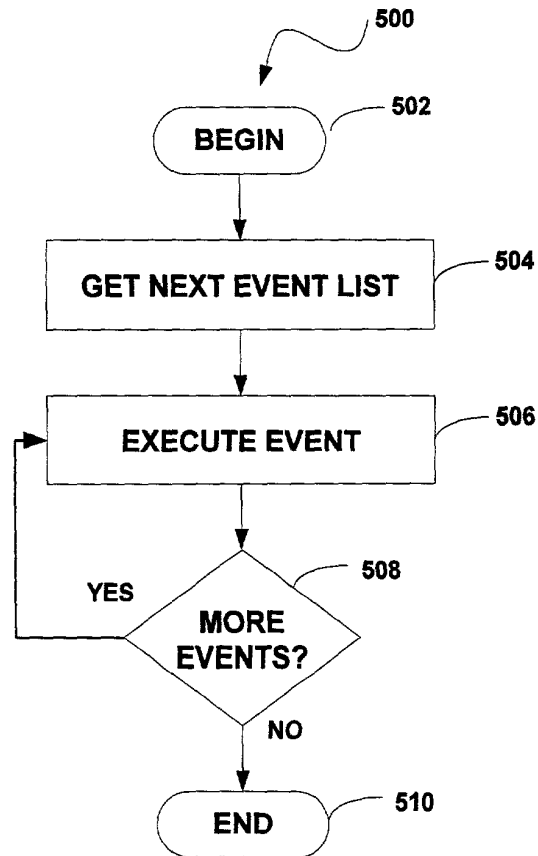 500
BEGIN
502
GET NEXT EVENT LIST
504
EXECUTE EVENT
506
MORE
EVENTS?
508
YES
NO
END
510